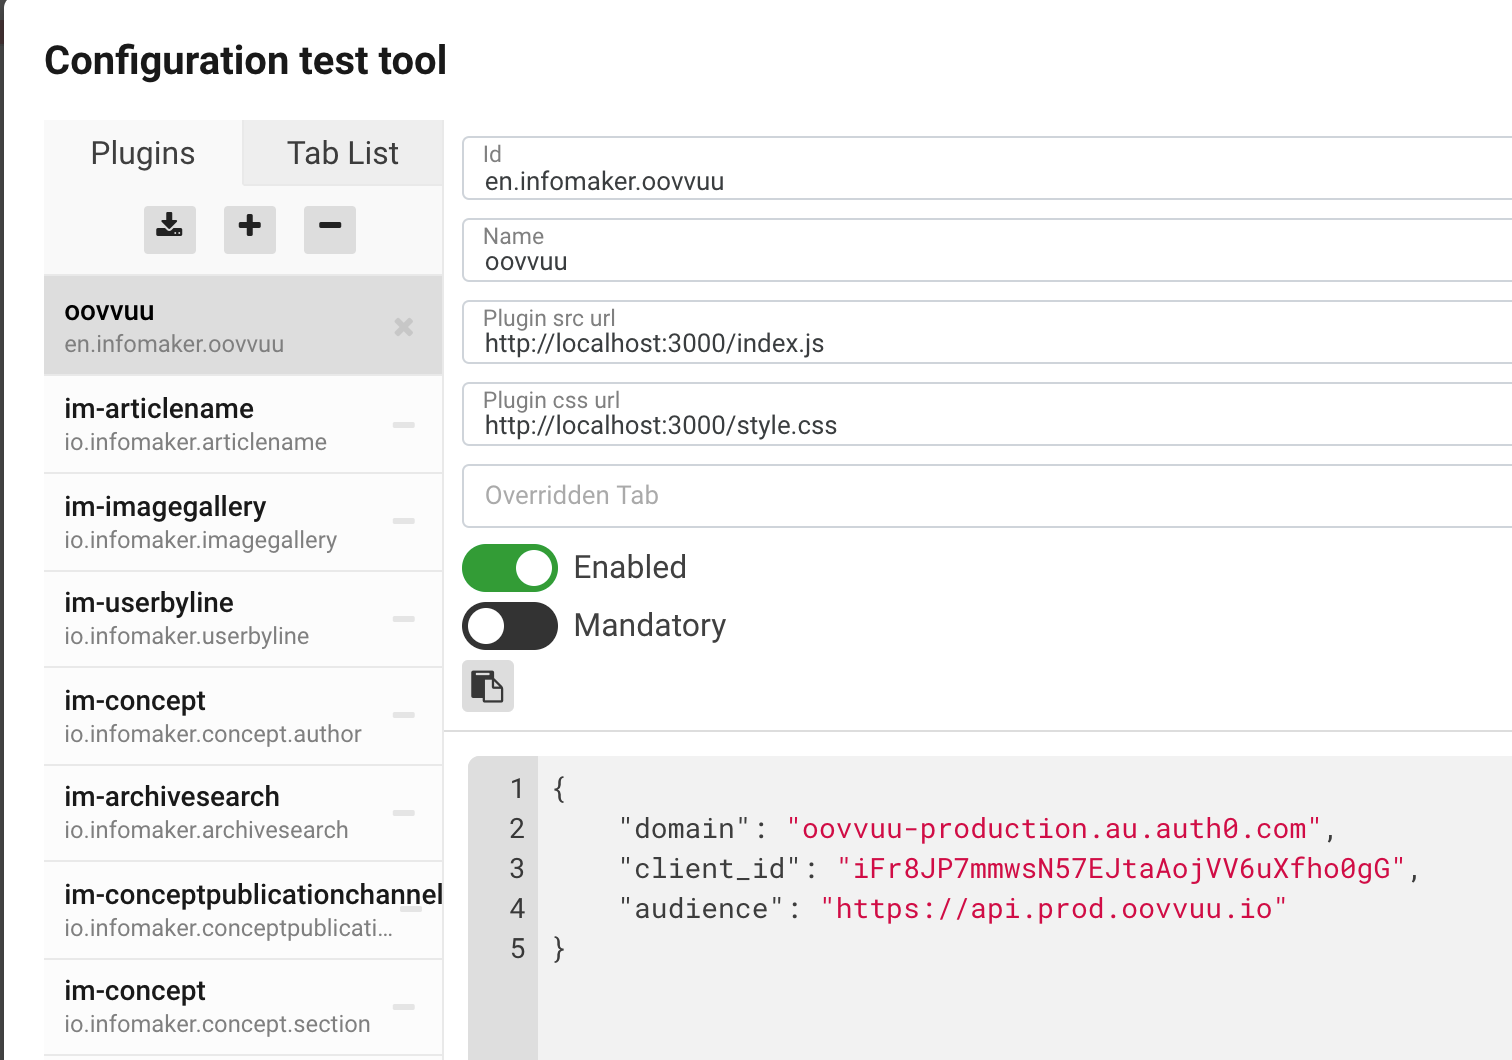 Configuration test tool
Plugins
Tab List
oovvuu
en.infomaker.oovvuu
im-articlename
io.infomaker.articlename
im-imagegallery
io.infomaker.imagegallery
im-userbyline
io.infomaker.userbyline
im-concept
io.infomaker.concept.author
im-archivesearch
io.infomaker.archivesearch
im-conceptpublicationchannel
io.infomaker.conceptpublicati...
im-concept
io.infomaker.concept.section
Id
en.infomaker.oovvuu
Name
oovvuu
Plugin src url
http://localhost:3000/index.js
Plugin css url
http://localhost:3000/style.css
Overridden Tab
Enabled
Mandatory
1 {
2 "domain": "oovvuu-production.au.auth0.com",
3 "client_id": "iFr8JP7mmwsN57EJtaAojVV6uXfho0gG",
4 "audience": "https://api.prod.oovvuu.io"
5 }